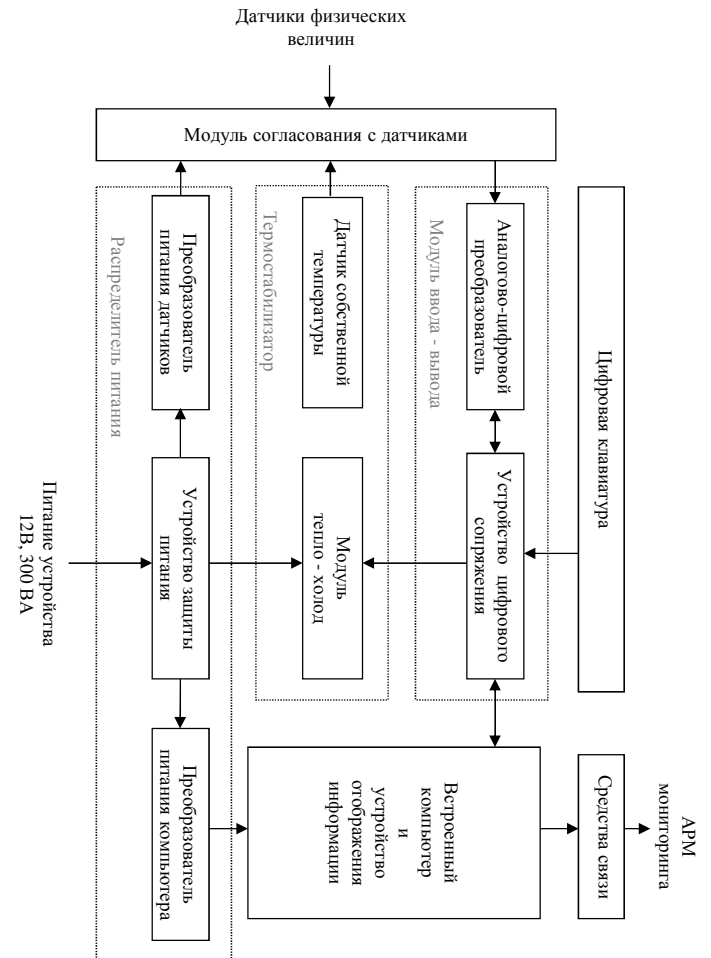 Датчики физических
величин
Модуль согласования с датчиками
Цифровая клавиатура
Аналогово-цифровой
преобразователь
Устройство цифрового
сопряжения
Модуль ввода - вывода
Датчик собственной
температуры
Модуль
тепло - холод
Термостабилизатор
Преобразователь
питания датчиков
Устройство защиты
питания
Преобразователь
питания компьютера
Распределитель питания
Питание устройства
12В, 300 ВА
Встроенный
компьютер
и
устройство
отображения
информации
Средства связи
АРМ
мониторинга